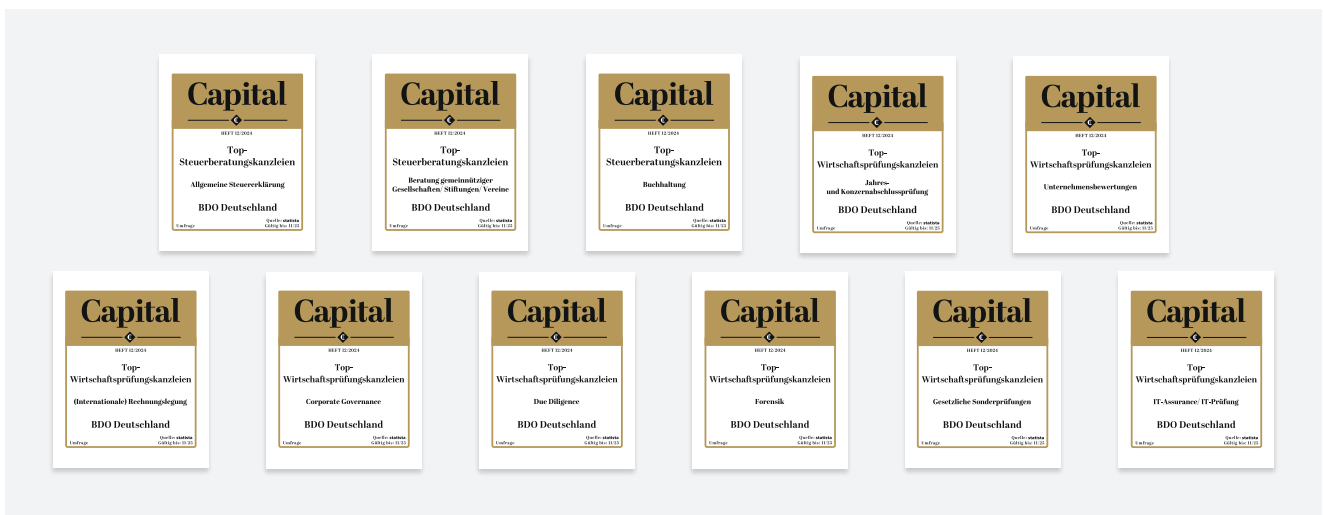 Capital
€
HEFT 12/2024
Top-
Steuerberatungskanzleien
Allgemeine Steuererklärung
BDO Deutschland
Quelle: statista
Umfrage Gültig bis: 11/25
Capital
€
HEFT 12/2024
Top-
Steuerberatungskanzleien
Beratung gemeinnütziger
Gesellschaften/ Stiftungen/ Vereine
BDO Deutschland
Quelle: statista
Umfrage Gültig bis: 11/25
Capital
€
HEFT 12/2024
Top-
Steuerberatungskanzleien
Buchhaltung
BDO Deutschland
Quelle: statista
Umfrage Gültig bis: 11/25
Capital
€
HEFT 12/2024
Top-
Wirtschaftsprüfungskanzleien
Jahres-
und Konzernabschlussprüfung
BDO Deutschland
Quelle: statista
Umfrage Gültig bis: 11/25
Capital
€
HEFT 12/2024
Top-
Wirtschaftsprüfungskanzleien
Unternehmensbewertungen
BDO Deutschland
Quelle: statista
Umfrage Gültig bis: 11/25
Capital
€
HEFT 12/2024
Top-
Wirtschaftsprüfungskanzleien
(Internationale) Rechnungslegung
BDO Deutschland
Quelle: statista
Umfrage Gültig bis: 11/25
Capital
€
HEFT 12/2024
Top-
Wirtschaftsprüfungskanzleien
Corporate Governance
BDO Deutschland
Quelle: statista
Umfrage Gültig bis: 11/25
Capital
€
HEFT 12/2024
Top-
Wirtschaftsprüfungskanzleien
Due Diligence
BDO Deutschland
Quelle: statista
Umfrage Gültig bis: 11/25
Capital
€
HEFT 12/2024
Top-
Wirtschaftsprüfungskanzleien
Forensik
BDO Deutschland
Quelle: statista
Umfrage Gültig bis: 11/25
Capital
€
HEFT 12/2024
Top-
Wirtschaftsprüfungskanzleien
Gesetzliche Sonderprüfungen
BDO Deutschland
Quelle: statista
Umfrage Gültig bis: 11/25
Capital
€
HEFT 12/2024
Top-
Wirtschaftsprüfungskanzleien
IT-Assurance/ IT-Prüfung
BDO Deutschland
Quelle: statista
Umfrage Gültig bis: 11/25